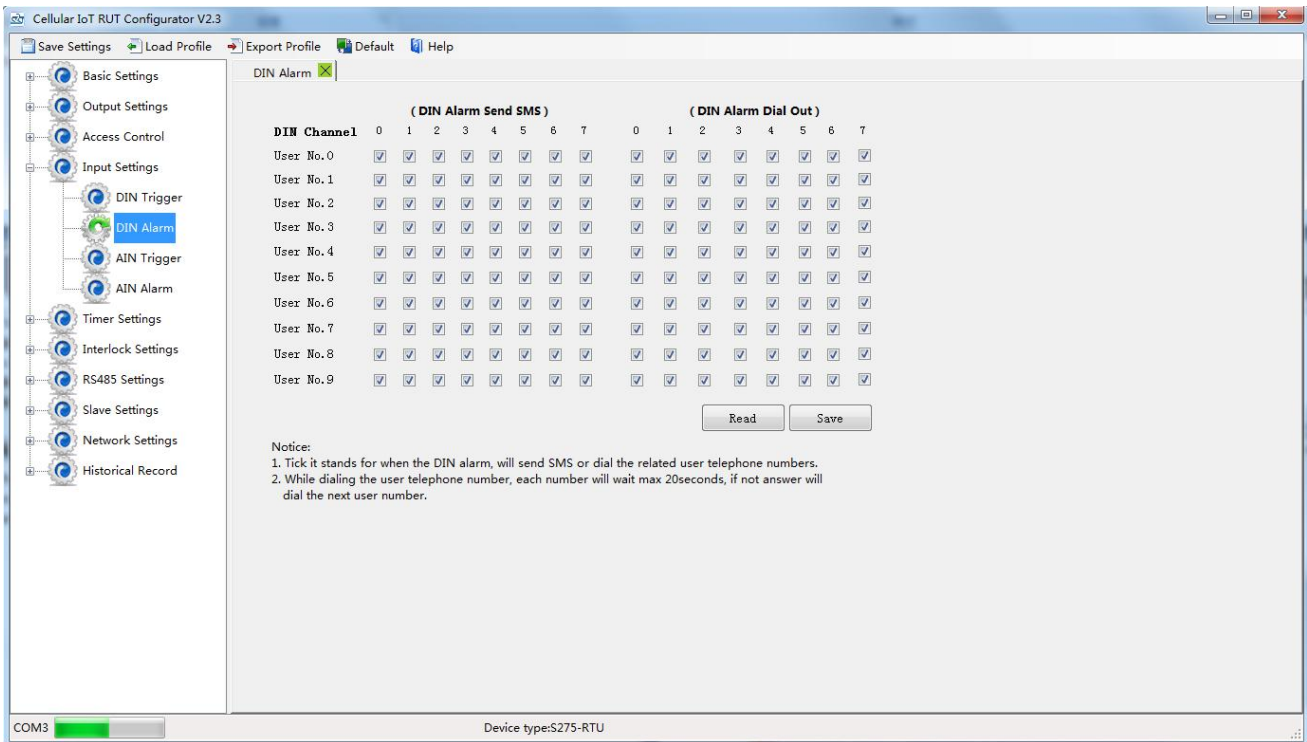 Cellular IoT RUT Configurator V2.3
Save Settings Load Profile Export Profile Default Help
Basic Settings
Output Settings
Access Control
Input Settings
DIN Trigger
DIN Alarm
AIN Trigger
AIN Alarm
Timer Settings
Interlock Settings
RS485 Settings
Slave Settings
Network Settings
Historical Record
DIN Alarm
( DIN Alarm Send SMS ) ( DIN Alarm Dial Out )
DIN Channel 0 1 2 3 4 5 6 7 0 1 2 3 4 5 6 7
User No.0
User No.1
User No.2
User No.3
User No.4
User No.5
User No.6
User No.7
User No.8
User No.9
Read Save
Notice:
1. Tick it stands for when the DIN alarm, will send SMS or dial the related user telephone numbers.
2. While dialing the user telephone number, each number will wait max 20seconds, if not answer will
dial the next user number.
COM3 Device type:S275-RTU